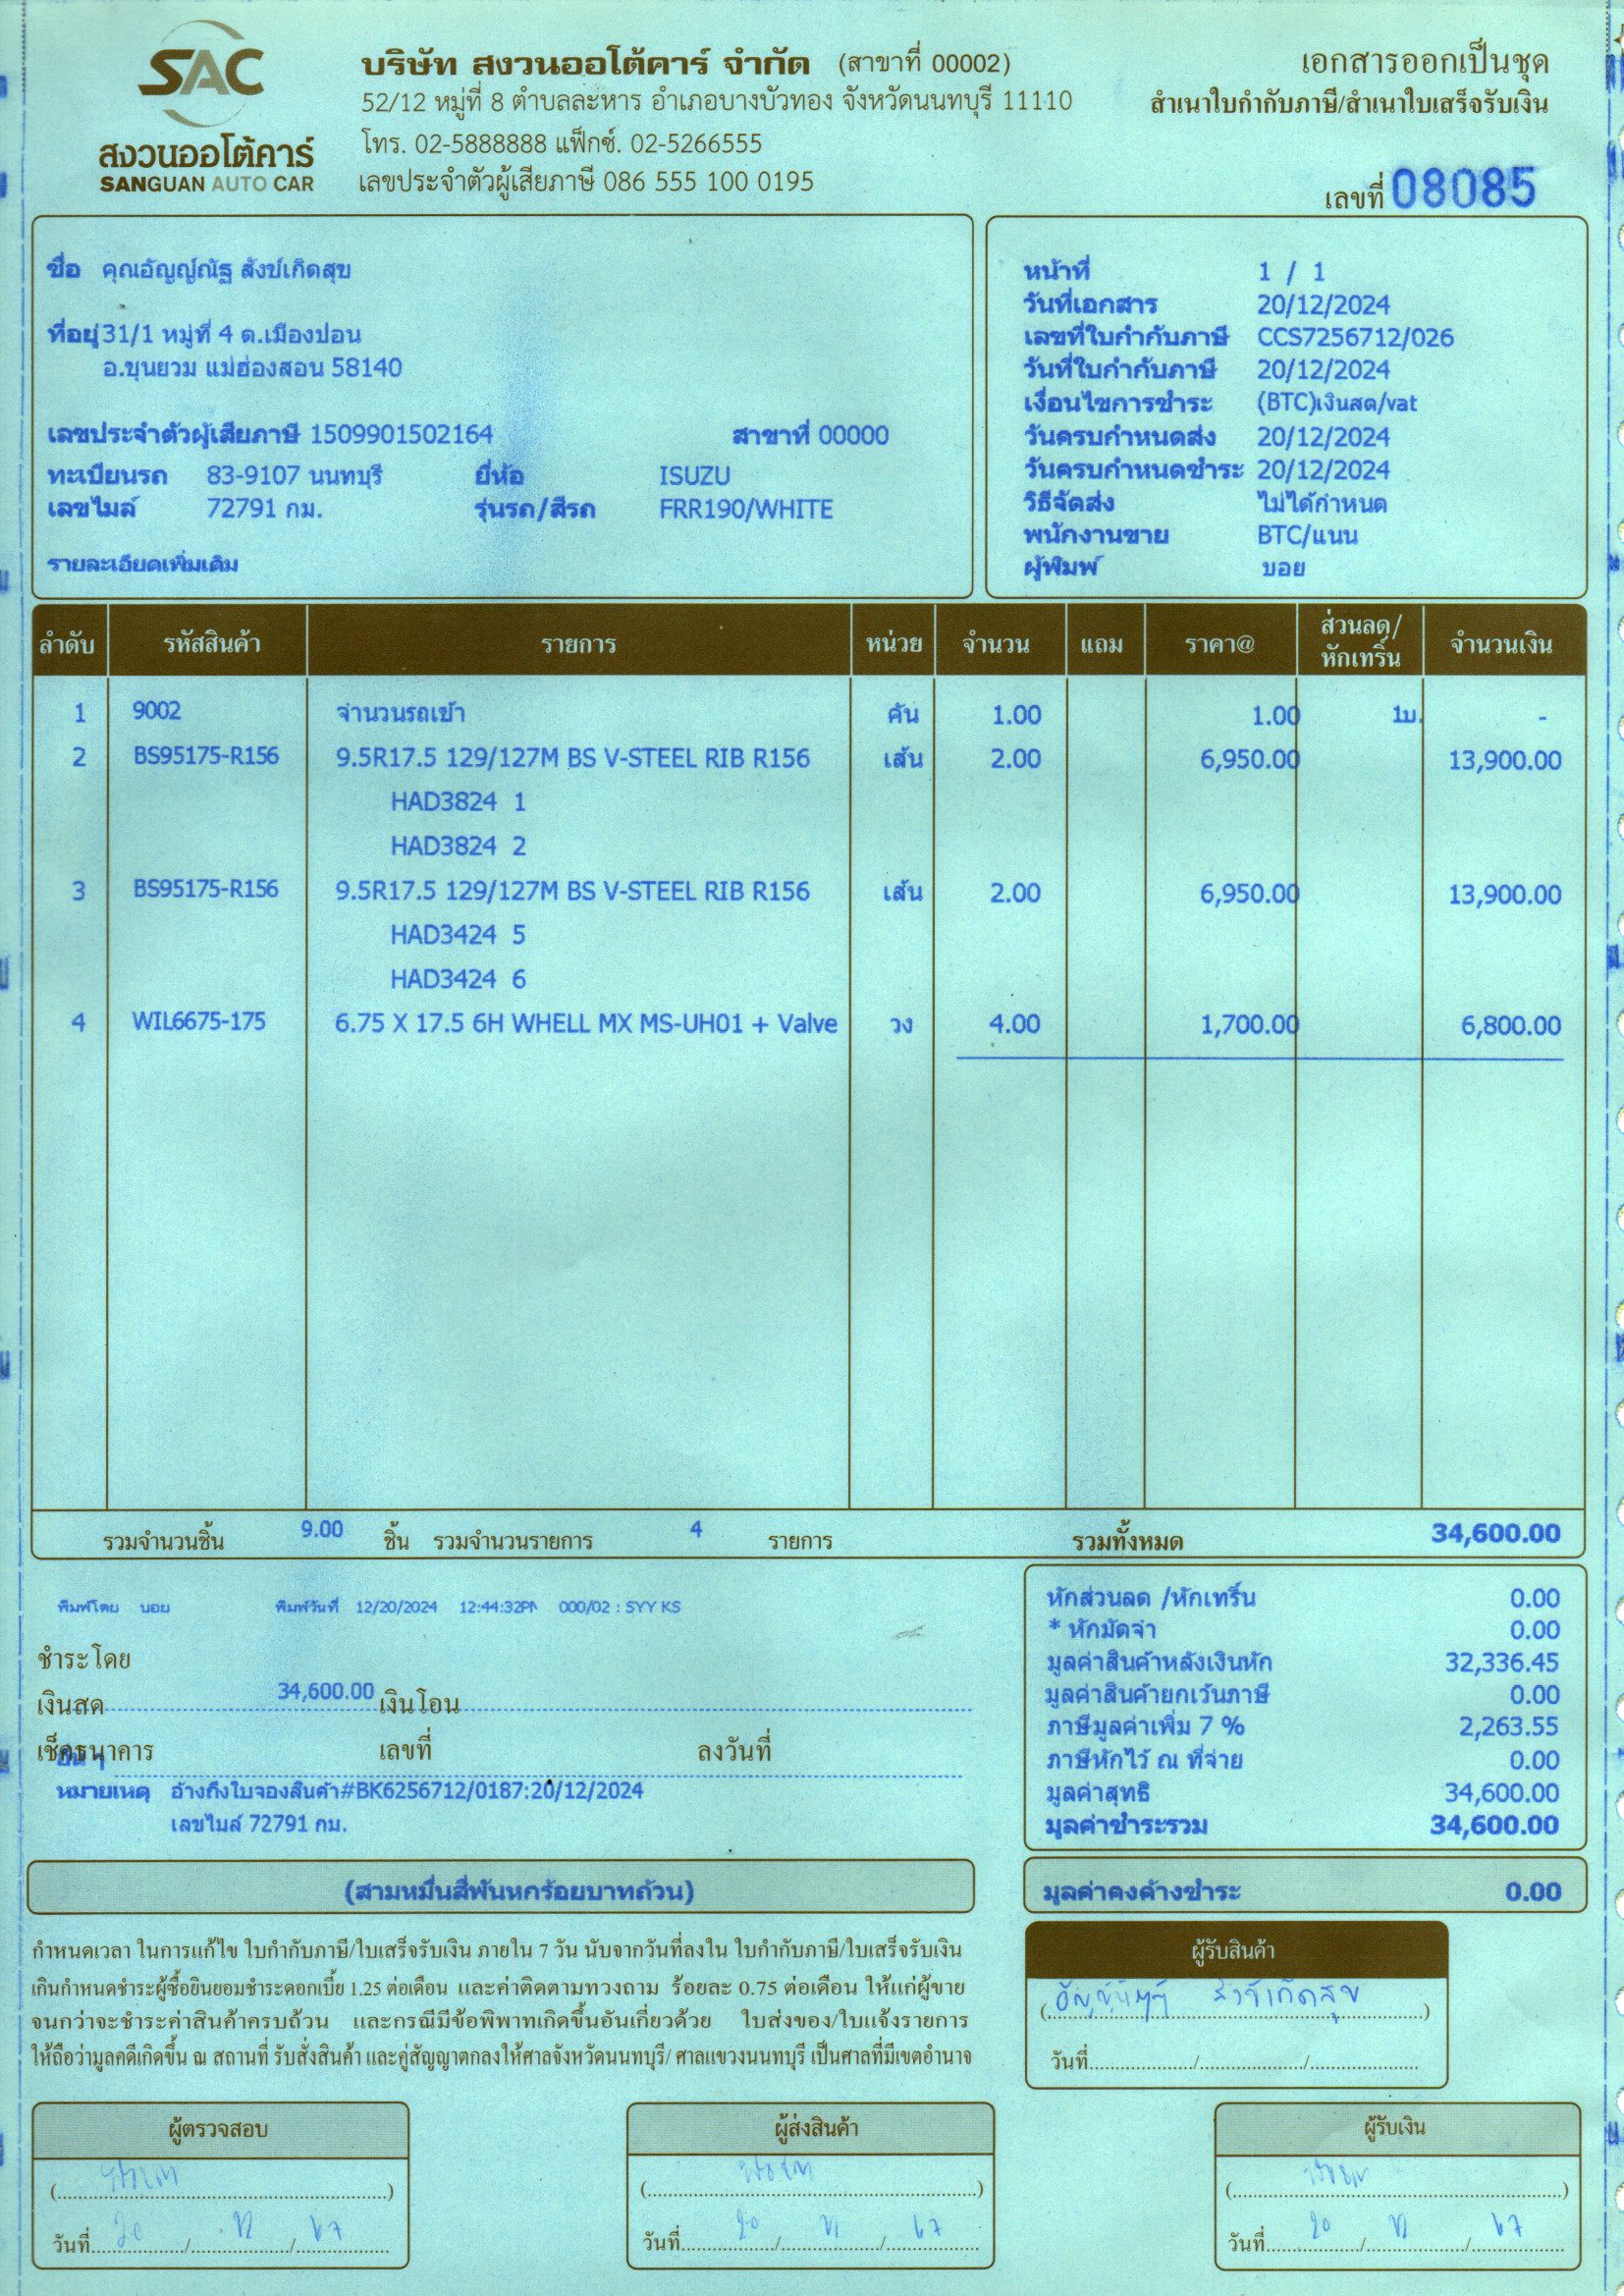 SAC
สงวนออโต้คาร์
SANGUAN AUTO CAR
บริษัท สงวนออโต้คาร์ จำกัด (สาขาที่ 00002)
52/12 หมู่ที่ 8 ตำบลละหาร อำเภอบางบัวทอง จังหวัดนนทบุรี 11110
โทร. 02-5888888 แฟ็กซ์. 02-5266555
เลขประจำตัวผู้เสียภาษี 086 555 100 0195
เอกสารออกเป็นชุด
สำเนาใบกำกับภาษี/สำเนาใบเสร็จรับเงิน
เลขที่ 08085
ชื่อ คุณอัญญ์ณัฐ สังข์เกิดสุข
ที่อยู่ 31/1 หมู่ที่ 4 ต.เมืองปอน
อ.ขุนยวม แม่ฮ่องสอน 58140
เลขประจำตัวผู้เสียภาษี 1509901502164 สาขาที่ 00000
ทะเบียนรถ 83-9107 นนทบุรี ยี่ห้อ ISUZU
เลขไมล์ 72791 กม. รุ่นรถ/สีรถ FRR190/WHITE
รายละเอียดเพิ่มเติม
หน้าที่ 1 / 1
วันที่เอกสาร 20/12/2024
เลขที่ใบกำกับภาษี CCS7256712/026
วันที่ใบกำกับภาษี 20/12/2024
เงื่อนไขการชำระ (BTC)เงินสด/vat
วันครบกำหนดส่ง 20/12/2024
วันครบกำหนดชำระ 20/12/2024
วิธีจัดส่ง ไม่ได้กำหนด
พนักงานขาย BTC/แนน
ผู้พิมพ์ บอย
ลำดับ รหัสสินค้า รายการ หน่วย จำนวน แถม ราคา@ ส่วนลด/หักเทริ์น จำนวนเงิน
1 9002 จำนวนรถเข้า คัน 1.00 1.00 1บ. -
2 BS95175-R156 9.5R17.5 129/127M BS V-STEEL RIB R156 เส้น 2.00 6,950.00 13,900.00
HAD3824 1
HAD3824 2
3 BS95175-R156 9.5R17.5 129/127M BS V-STEEL RIB R156 เส้น 2.00 6,950.00 13,900.00
HAD3424 5
HAD3424 6
4 WIL6675-175 6.75 X 17.5 6H WHELL MX MS-UH01 + Valve วง 4.00 1,700.00 6,800.00
รวมจำนวนชิ้น 9.00 ชิ้น รวมจำนวนรายการ 4 รายการ รวมทั้งหมด 34,600.00
พิมพ์โดย บอย พิมพ์วันที่ 12/20/2024 12:44:32PM 000/02 : SYY KS
ชำระโดย
เงินสด 34,600.00 เงินโอน
เช็คธนาคาร เลขที่ ลงวันที่
อื่นๆ
หมายเหตุ อ้างถึงใบจองสินค้า#BK6256712/0187:20/12/2024
เลขไมล์ 72791 กม.
หักส่วนลด /หักเทริ์น 0.00
* หักมัดจำ 0.00
มูลค่าสินค้าหลังเงินหัก 32,336.45
มูลค่าสินค้ายกเว้นภาษี 0.00
ภาษีมูลค่าเพิ่ม 7 % 2,263.55
ภาษีหักไว้ ณ ที่จ่าย 0.00
มูลค่าสุทธิ 34,600.00
มูลค่าชำระรวม 34,600.00
(สามหมื่นสี่พันหกร้อยบาทถ้วน)
มูลค่าคงค้างชำระ 0.00
กำหนดเวลา ในการแก้ไข ใบกำกับภาษี/ใบเสร็จรับเงิน ภายใน 7 วัน นับจากวันที่ลงใน ใบกำกับภาษี/ใบเสร็จรับเงิน
เกินกำหนดชำระผู้ซื้อยินยอมชำระดอกเบี้ย 1.25 ต่อเดือน และค่าติดตามทวงถาม ร้อยละ 0.75 ต่อเดือน ให้แก่ผู้ขาย
จนกว่าจะชำระค่าสินค้าครบถ้วน และกรณีมีข้อพิพาทเกิดขึ้นอันเกี่ยวด้วย ใบส่งของ/ใบแจ้งรายการ
ให้ถือว่ามูลคดีเกิดขึ้น ณ สถานที่ รับสั่งสินค้า และคู่สัญญาตกลงให้ศาลจังหวัดนนทบุรี/ ศาลแขวงนนทบุรี เป็นศาลที่มีเขตอำนาจ
ผู้รับสินค้า
(อัญญ์ณัฐ สังข์เกิดสุข)
วันที่ / /
ผู้ตรวจสอบ
วันที่ 20 / 12 / 67
ผู้ส่งสินค้า
วันที่ 20 / 12 / 67
ผู้รับเงิน
วันที่ 20 / 12 / 67